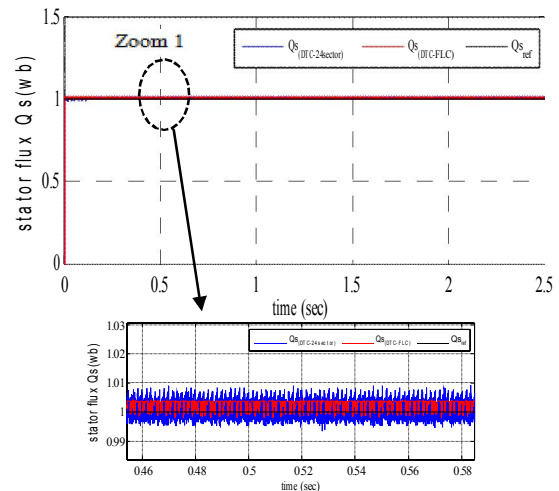 1.5
Zoom 1
Qs(DTC-24sector) Qs(DTC-FLC) Qsref
1
0.5
0
stator flux Qs(wb)
0 0.5 1 1.5 2 2.5
time (sec)
1.03
Qs(DTC-24sector) Qs(DTC-FLC) Qsref
1.02
1.01
1
0.99
stator flux Qs(wb)
0.46 0.48 0.5 0.52 0.54 0.56 0.58
time (sec)